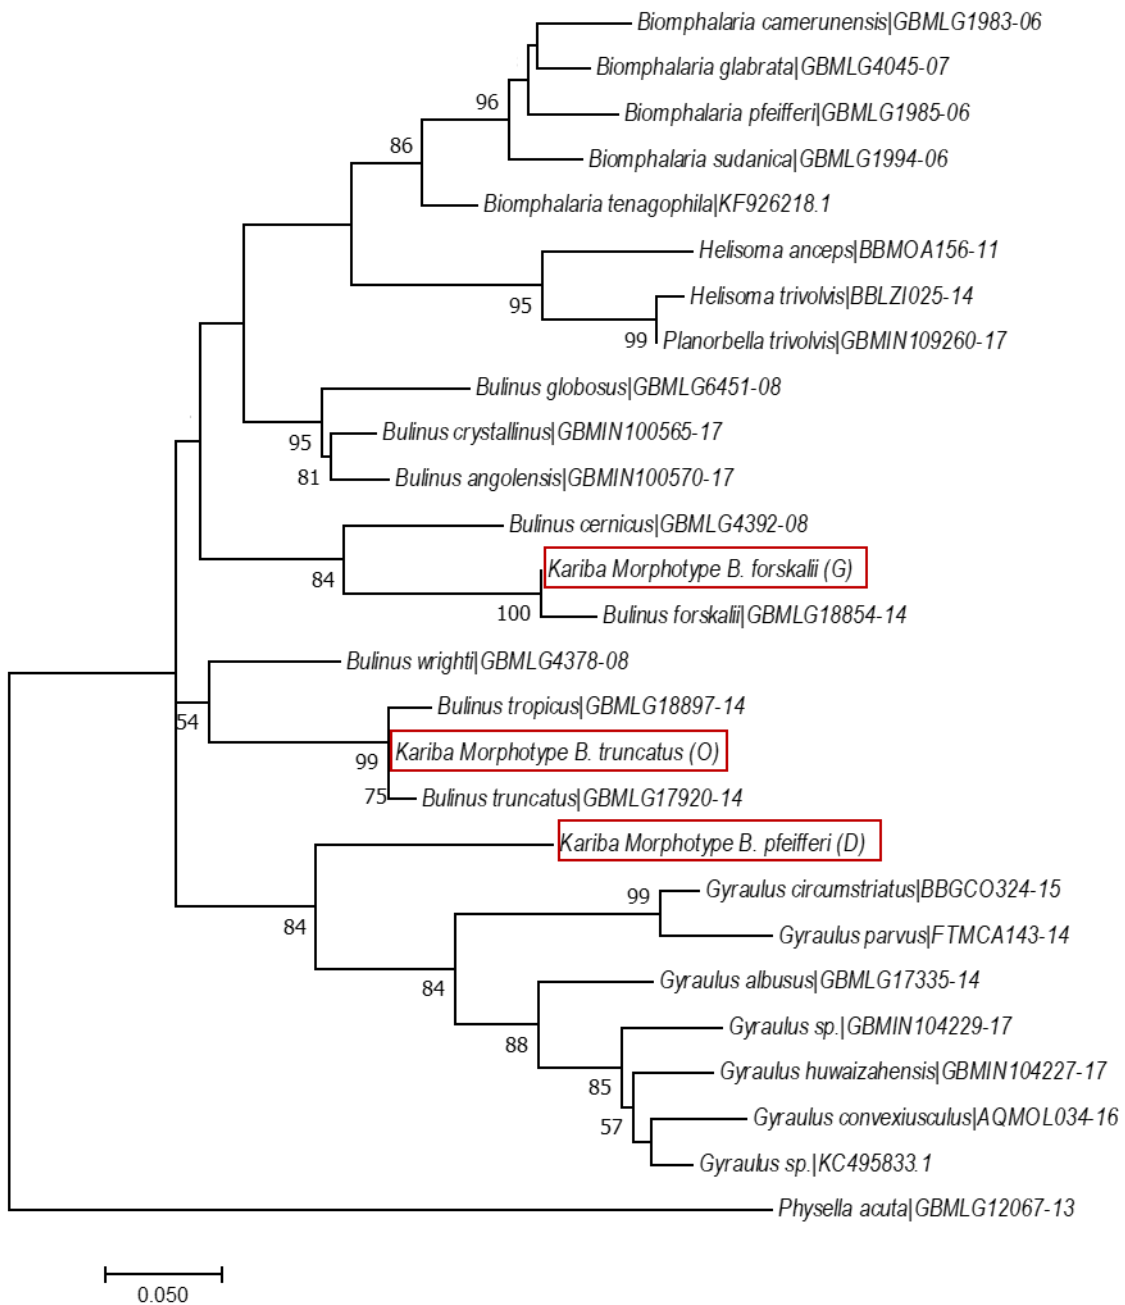 Biomphalaria camerunensis|GBMLG1983-06
Biomphalaria glabrata|GBMLG4045-07
96
Biomphalaria pfeifferi|GBMLG1985-06
86
Biomphalaria sudanica|GBMLG1994-06
Biomphalaria tenagophila|KF926218.1
Helisoma anceps|BBMOA156-11
95
Helisoma trivolvis|BBLZI025-14
99
Planorbella trivolvis|GBMIN109260-17
Bulinus globosus|GBMLG6451-08
95
Bulinus crystallinus|GBMIN100565-17
81
Bulinus angolensis|GBMIN100570-17
Bulinus cernicus|GBMLG4392-08
84
Kariba Morphotype B. forskalii (G)
100
Bulinus forskalii|GBMLG18854-14
Bulinus wrighti|GBMLG4378-08
54
Bulinus tropicus|GBMLG18897-14
99
Kariba Morphotype B. truncatus (O)
75
Bulinus truncatus|GBMLG17920-14
Kariba Morphotype B. pfeifferi (D)
84
99
Gyraulus circumstriatus|BBGCO324-15
Gyraulus parvus|FTMCA143-14
84
Gyraulus albusus|GBMLG17335-14
88
Gyraulus sp.|GBMIN104229-17
85
Gyraulus huwaizahensis|GBMIN104227-17
57
Gyraulus convexiusculus|AQMOL034-16
Gyraulus sp.|KC495833.1
Physella acuta|GBMLG12067-13
0.050